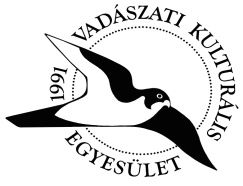 1991
VADÁSZATI KULTURÁLIS
EGYESÜLET